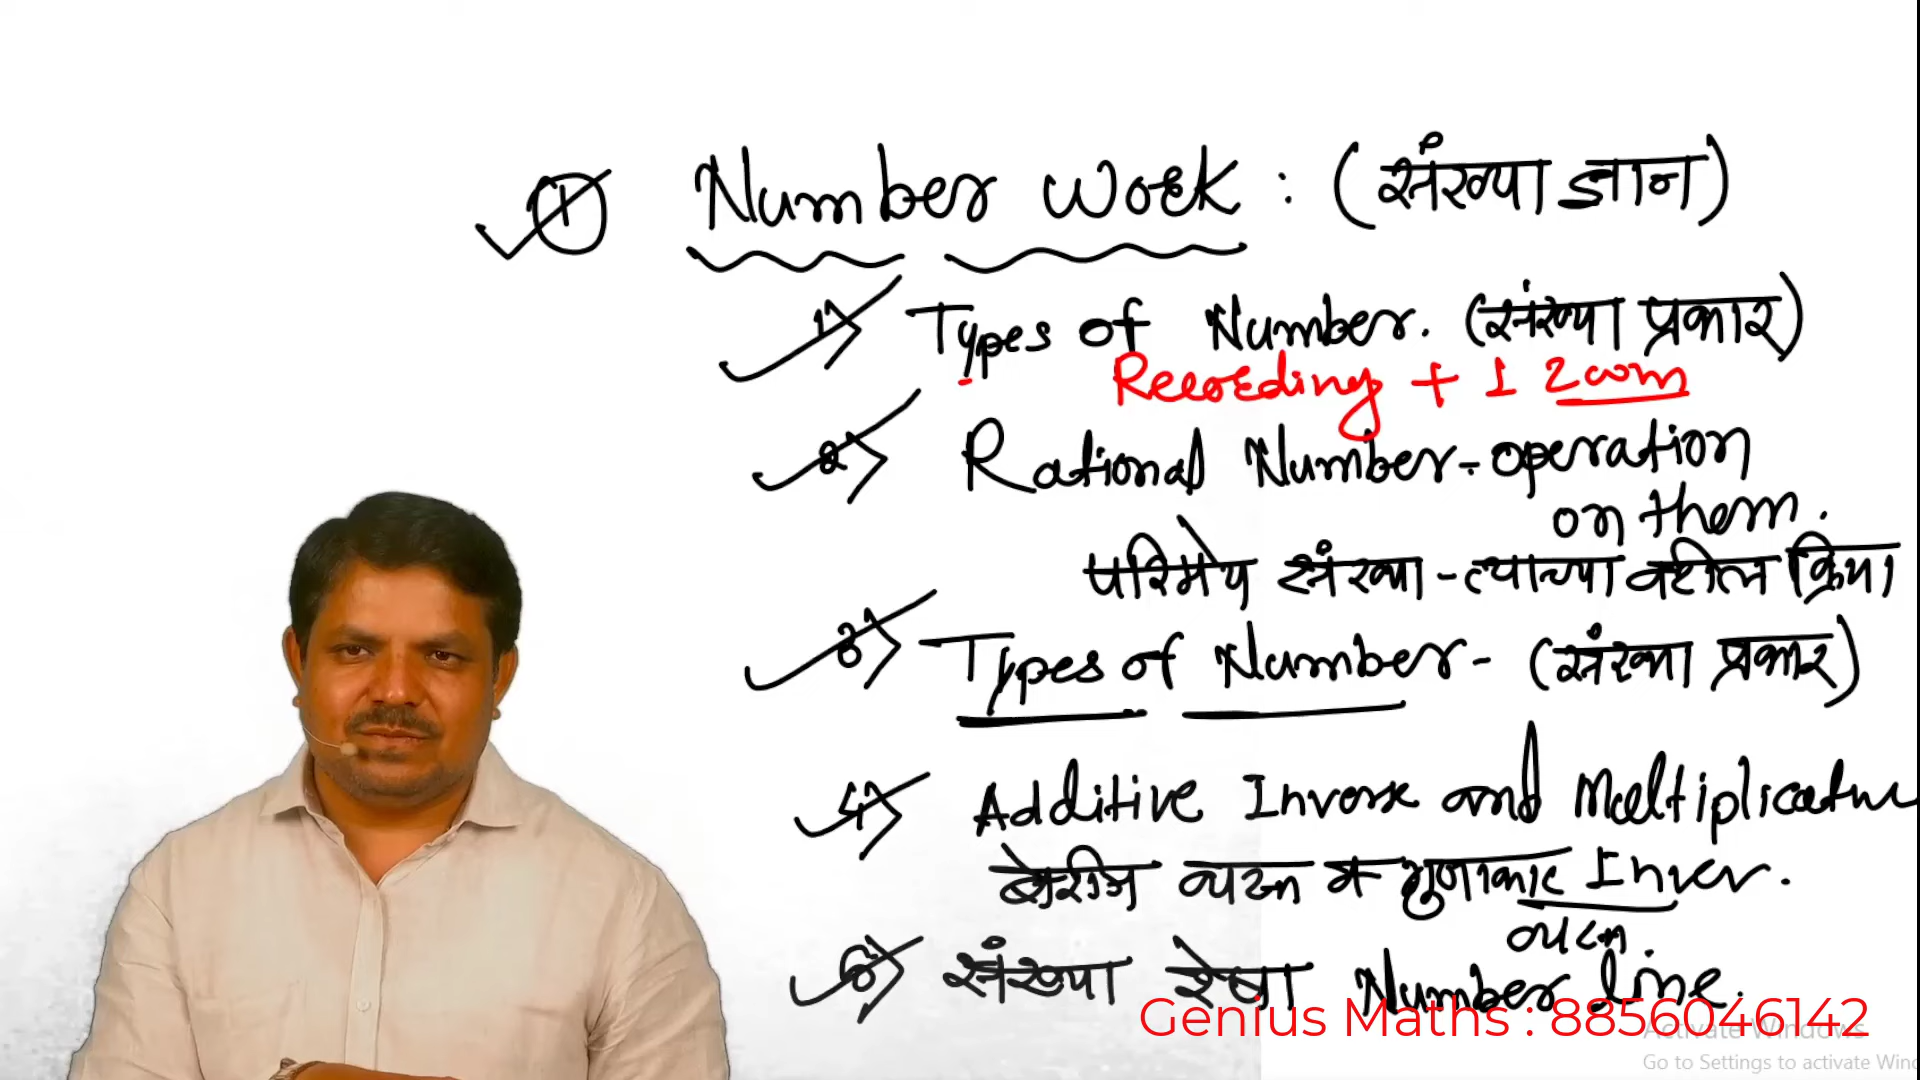 1 Number work : (संख्या ज्ञान)
1) Types of Number. (संख्या प्रकार)
Recording + 1 zoom
2) Rational Number - operation
on them.
परिमेय संख्या - त्याच्या वरील क्रिया
3) Types of Number - (संख्या प्रकार)
4) Additive Inverse and Multiplicative
बेरीज व्यस्त व गुणाकार Inver.
व्यस्त.
संख्या रेषा Number line.
Genius Maths : 8856046142
Activate Windows
Go to Settings to activate Win